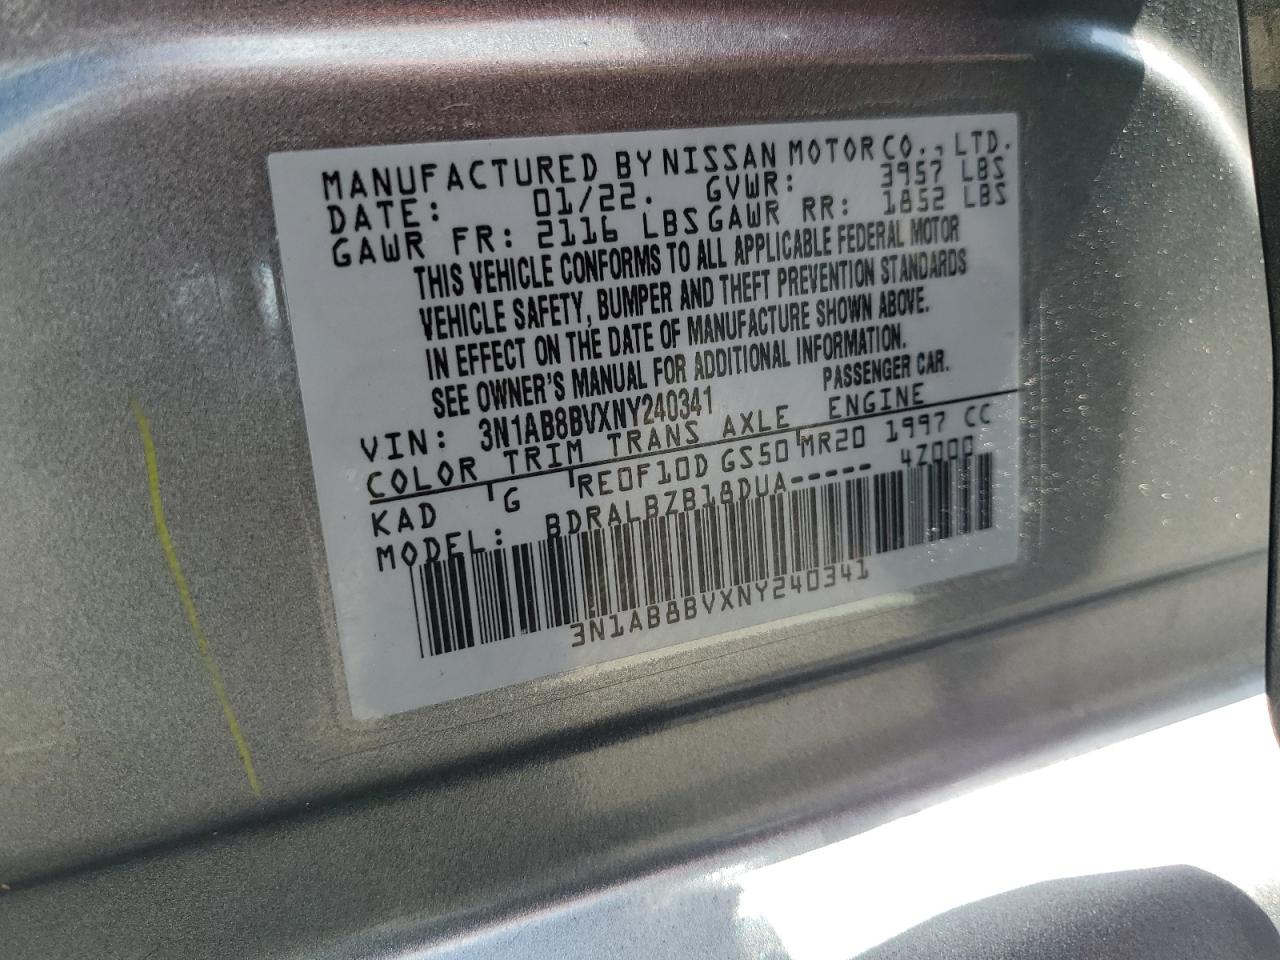 MANUFACTURED BY NISSAN MOTOR CO., LTD.
DATE: 01/22. GVWR: 3957 LBS
GAWR FR: 2116 LBS GAWR RR: 1852 LBS
THIS VEHICLE CONFORMS TO ALL APPLICABLE FEDERAL MOTOR
VEHICLE SAFETY, BUMPER AND THEFT PREVENTION STANDARDS
IN EFFECT ON THE DATE OF MANUFACTURE SHOWN ABOVE.
SEE OWNER'S MANUAL FOR ADDITIONAL INFORMATION.
VIN: 3N1AB8BVXNY240341 PASSENGER CAR.
COLOR TRIM TRANS AXLE ENGINE
KAD G RE0F10D GS50 MR20 1997 CC
MODEL: BDRALBZB18DUA----- 4Z000
3N1AB8BVXNY240341